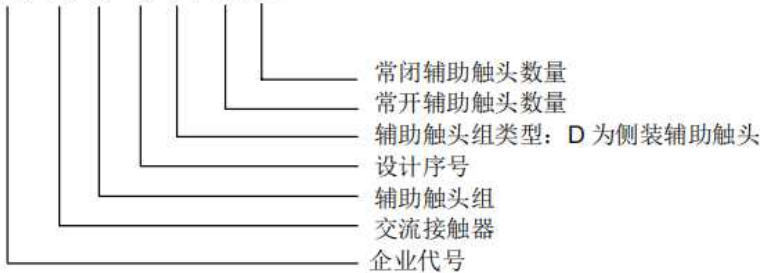 常闭辅助触头数量
常开辅助触头数量
辅助触头组类型：D 为侧装辅助触头
设计序号
辅助触头组
交流接触器
企业代号